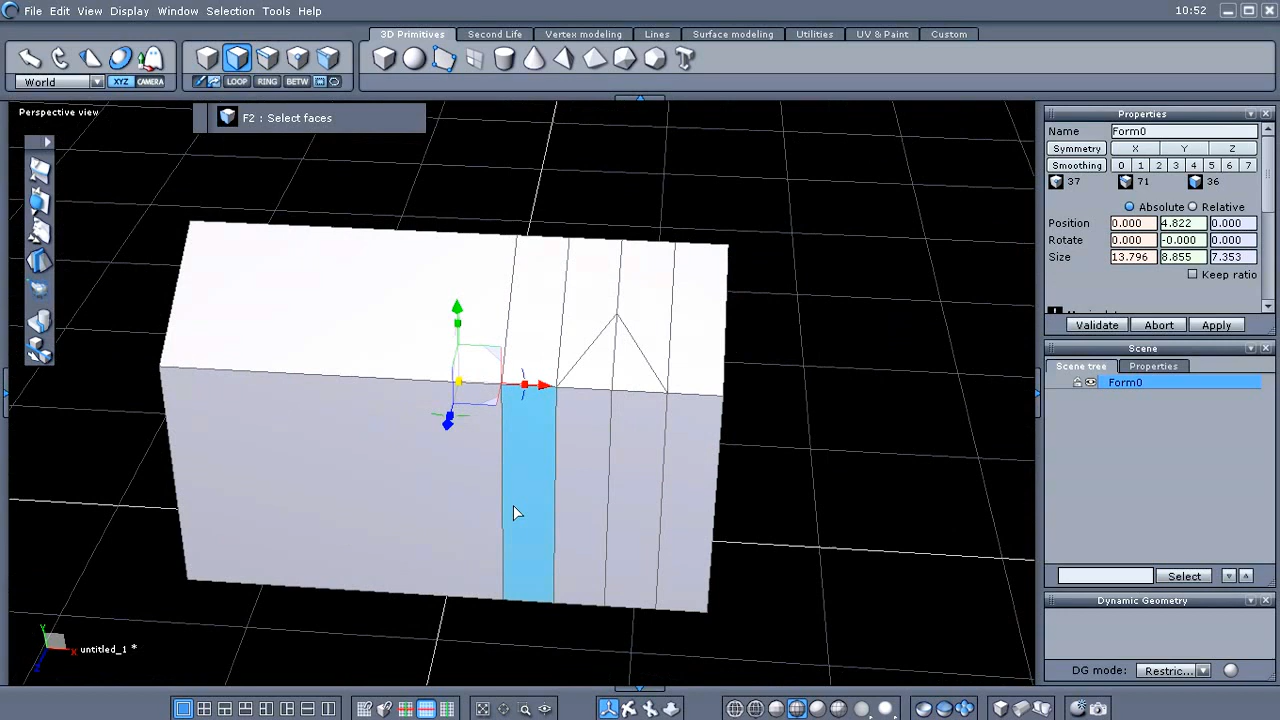 File Edit View Display Window Selection Tools Help 10:52
3D Primitives Second Life Vertex modeling Lines Surface modeling Utilities UV & Paint Custom
World XYZ CAMERA LOOP RING BETW
Perspective view
F2 : Select faces
Properties
Name Form0
Symmetry X Y Z
Smoothing 0 1 2 3 4 5 6 7
37 71 36
Absolute Relative
Position 0.000 4.822 0.000
Rotate 0.000 -0.000 0.000
Size 13.796 8.855 7.353
Keep ratio
Validate Abort Apply
Scene
Scene tree Properties
Form0
Select
Dynamic Geometry
DG mode: Restric...
Y
X
Z
untitled_1 *